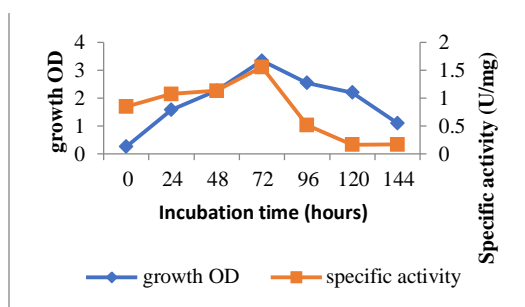 growth OD
4
3
2
1
0
2
1.5
1
0.5
0
Specific activity (U/mg)
0 24 48 72 96 120 144
Incubation time (hours)
growth OD specific activity